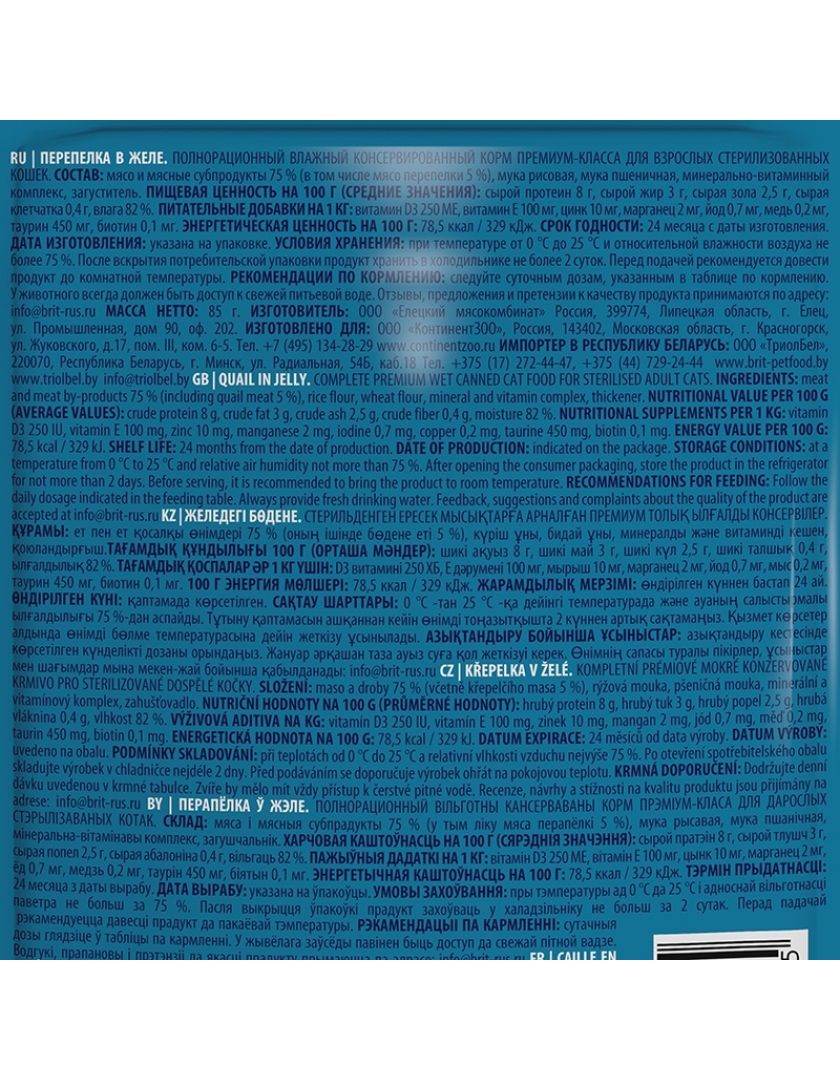 RU | ПЕРЕПЕЛКА В ЖЕЛЕ. ПОЛНОРАЦИОННЫЙ ВЛАЖНЫЙ КОНСЕРВИРОВАННЫЙ КОРМ ПРЕМИУМ-КЛАССА ДЛЯ ВЗРОСЛЫХ СТЕРИЛИЗОВАННЫХ
КОШЕК. СОСТАВ: мясо и мясные субпродукты 75 % (в том числе мясо перепелки 5 %), мука рисовая, мука пшеничная, минерально-витаминный
комплекс, загуститель. ПИЩЕВАЯ ЦЕННОСТЬ НА 100 Г (СРЕДНИЕ ЗНАЧЕНИЯ): сырой протеин 8 г, сырой жир 3 г, сырая зола 2,5 г, сырая
клетчатка 0,4 г, влага 82 %. ПИТАТЕЛЬНЫЕ ДОБАВКИ НА 1 КГ: витамин D3 250 МЕ, витамин Е 100 мг, цинк 10 мг, марганец 2 мг, йод 0,7 мг, медь 0,2 мг,
таурин 450 мг, биотин 0,1 мг. ЭНЕРГЕТИЧЕСКАЯ ЦЕННОСТЬ НА 100 Г: 78,5 ккал / 329 кДж. СРОК ГОДНОСТИ: 24 месяца с даты изготовления.
ДАТА ИЗГОТОВЛЕНИЯ: указана на упаковке. УСЛОВИЯ ХРАНЕНИЯ: при температуре от 0 °С до 25 °С и относительной влажности воздуха не
более 75 %. После вскрытия потребительской упаковки продукт хранить в холодильнике не более 2 суток. Перед подачей рекомендуется довести
продукт до комнатной температуры. РЕКОМЕНДАЦИИ ПО КОРМЛЕНИЮ: следуйте суточным дозам, указанным в таблице по кормлению.
У животного всегда должен быть доступ к свежей питьевой воде. Отзывы, предложения и претензии к качеству продукта принимаются по адресу:
info@brit-rus.ru МАССА НЕТТО: 85 г. ИЗГОТОВИТЕЛЬ: ООО «Елецкий мясокомбинат» Россия, 399774, Липецкая область, г. Елец,
ул. Промышленная, дом 90, оф. 202. ИЗГОТОВЛЕНО ДЛЯ: ООО «КонтинентЗОО», Россия, 143402, Московская область, г. Красногорск,
ул. Жуковского, д.17, пом. III, ком. 6-5. Тел. +7 (495) 134-28-29 www.continentzoo.ru ИМПОРТЕР В РЕСПУБЛИКУ БЕЛАРУСЬ: ООО «ТриолБел»,
220070, Республика Беларусь, г. Минск, ул. Радиальная, 54Б, каб.18 Тел. +375 (17) 272-44-47, +375 (44) 729-24-44 www.brit-petfood.by
www.triolbel.by info@triolbel.by GB | QUAIL IN JELLY. COMPLETE PREMIUM WET CANNED CAT FOOD FOR STERILISED ADULT CATS. INGREDIENTS: meat
and meat by-products 75 % (including quail meat 5 %), rice flour, wheat flour, mineral and vitamin complex, thickener. NUTRITIONAL VALUE PER 100 G
(AVERAGE VALUES): crude protein 8 g, crude fat 3 g, crude ash 2,5 g, crude fiber 0,4 g, moisture 82 %. NUTRITIONAL SUPPLEMENTS PER 1 KG: vitamin
D3 250 IU, vitamin E 100 mg, zinc 10 mg, manganese 2 mg, iodine 0,7 mg, copper 0,2 mg, taurine 450 mg, biotin 0,1 mg. ENERGY VALUE PER 100 G:
78,5 kcal / 329 kJ. SHELF LIFE: 24 months from the date of production. DATE OF PRODUCTION: indicated on the package. STORAGE CONDITIONS: at a
temperature from 0 °C to 25 °C and relative air humidity not more than 75 %. After opening the consumer packaging, store the product in the refrigerator
for not more than 2 days. Before serving, it is recommended to bring the product to room temperature. RECOMMENDATIONS FOR FEEDING: Follow the
daily dosage indicated in the feeding table. Always provide fresh drinking water. Feedback, suggestions and complaints about the quality of the product are
accepted at info@brit-rus.ru KZ | ЖЕЛЕДЕГІ БӨДЕНЕ. СТЕРИЛЬДЕНГЕН ЕРЕСЕК МЫСЫҚТАРҒА АРНАЛҒАН ПРЕМИУМ ТОЛЫҚ ЫЛҒАЛДЫ КОНСЕРВІЛЕР.
ҚҰРАМЫ: ет пен ет қосалқы өнімдері 75 % (оның ішінде бөдене еті 5 %), күріш ұны, бидай ұны, минералды және витаминді кешен,
қоюландырғыш. ТАҒАМДЫҚ ҚҰНДЫЛЫҒЫ 100 Г (ОРТАША МӘНДЕР): шикі ақуыз 8 г, шикі май 3 г, шикі күл 2,5 г, шикі талшық 0,4 г,
ылғалдылық 82 %. ТАҒАМДЫҚ ҚОСПАЛАР ӘР 1 КГ ҮШІН: D3 витамині 250 ХБ, Е дәрумені 100 мг, мырыш 10 мг, марганец 2 мг, йод 0,7 мг, мыс 0,2 мг,
таурин 450 мг, биотин 0,1 мг. 100 Г ЭНЕРГИЯ МӨЛШЕРІ: 78,5 ккал / 329 кДж. ЖАРАМДЫЛЫҚ МЕРЗІМІ: өндірілген күннен бастап 24 ай.
ӨНДІРІЛГЕН КҮНІ: қаптамада көрсетілген. САҚТАУ ШАРТТАРЫ: 0 °С -тан 25 °С -қа дейінгі температурада және ауаның салыстырмалы
ылғалдылығы 75 %-дан аспайды. Тұтыну қаптамасын ашқаннан кейін өнімді тоңазытқышта 2 күннен артық сақтамаңыз. Қызмет көрсетер
алдында өнімді бөлме температурасына дейін жеткізу ұсынылады. АЗЫҚТАНДЫРУ БОЙЫНША ҰСЫНЫСТАР: азықтандыру кестесінде
көрсетілген күнделікті дозаны орындаңыз. Жануар әрқашан таза ауыз суға қол жеткізуі керек. Өнімнің сапасы туралы пікірлер, ұсыныстар
мен шағымдар мына мекен-жай бойынша қабылданады: info@brit-rus.ru CZ | KŘEPELKA V ŽELÉ. KOMPLETNÍ PRÉMIOVÉ MOKRÉ KONZERVOVANÉ
KRMIVO PRO STERILIZOVANÉ DOSPĚLÉ KOČKY. SLOŽENÍ: maso a droby 75 % (včetně křepelčího masa 5 %), rýžová mouka, pšeničná mouka, minerální a
vitamínový komplex, zahušťovadlo. NUTRIČNÍ HODNOTY NA 100 G (PRŮMĚRNÉ HODNOTY): hrubý protein 8 g, hrubý tuk 3 g, hrubý popel 2,5 g, hrubá
vláknina 0,4 g, vlhkost 82 %. VÝŽIVOVÁ ADITIVA NA KG: vitamín D3 250 IU, vitamín E 100 mg, zinek 10 mg, mangan 2 mg, jód 0,7 mg, měď 0,2 mg,
taurin 450 mg, biotin 0,1 mg. ENERGETICKÁ HODNOTA NA 100 G: 78,5 kcal / 329 kJ. DATUM EXPIRACE: 24 měsíců od data výroby. DATUM VÝROBY:
uvedeno na obalu. PODMÍNKY SKLADOVÁNÍ: při teplotách od 0 °C do 25 °C a relativní vlhkosti vzduchu nejvýše 75 %. Po otevření spotřebitelského obalu
skladujte výrobek v chladničce nejdéle 2 dny. Před podáváním se doporučuje výrobek ohřát na pokojovou teplotu. KRMNÁ DOPORUČENÍ: Dodržujte denní
dávku uvedenou v krmné tabulce. Zvíře by mělo mít vždy přístup k čerstvé pitné vodě. Recenze, návrhy a stížnosti na kvalitu produktu jsou přijímány na
adrese: info@brit-rus.ru BY | ПЕРАПЁЛКА Ў ЖЭЛЕ. ПОЛНОРАЦИОННЫЙ ВІЛЬГОТНЫ КАНСЕРВАВАНЫ КОРМ ПРЭМІУМ-КЛАСА ДЛЯ ДАРОСЛЫХ
СТЭРЫЛІЗАВАНЫХ КОТАК. СКЛАД: мяса і мясныя субпрадукты 75 % (у тым ліку мяса перапёлкі 5 %), мука рысавая, мука пшанічная,
мінеральна-вітамінавы комплекс, загушчальнік. ХАРЧОВАЯ КАШТОЎНАСЦЬ НА 100 Г (СЯРЭДНІЯ ЗНАЧЭННІ): сыры пратэін 8 г, сыры тлушч 3 г,
сырая попел 2,5 г, сырая абалоніна 0,4 г, вільгаць 82 %. ПАЖЫЎНЫЯ ДАДАТКІ НА 1 КГ: вітамін D3 250 МЕ, вітамін Е 100 мг, цынк 10 мг, марганец 2 мг,
ёд 0,7 мг, медзь 0,2 мг, таурін 450 мг, біятын 0,1 мг. ЭНЕРГЕТЫЧНАЯ КАШТОЎНАСЦЬ НА 100 Г: 78,5 ккал / 329 кДж. ТЭРМІН ПРЫДАТНАСЦІ:
24 месяца з даты вырабу. ДАТА ВЫРАБУ: указана на ўпакоўцы. УМОВЫ ЗАХОЎВАННЯ: пры тэмпературы ад 0 °С да 25 °С і адноснай вільготнасці
паветра не больш за 75 %. Пасля выкрыцця ўпакоўкі прадукт захоўваць у халадзільніку не больш за 2 сутак. Перад падачай
рэкамендуецца давесці прадукт да пакаёвай тэмпературы. РЭКАМЕНДАЦЫІ ПА КАРМЛЕННІ: сутачныя
дозы глядзіце ў табліцы па кармленні. У жывёлага заўсёды павінен быць доступ да свежай пітной вадзе.
Водгукі, прапановы і прэтэнзіі да якасці прадукту прымаюцца па адрасе: info@brit-rus.ru FR | CAILLE EN
5